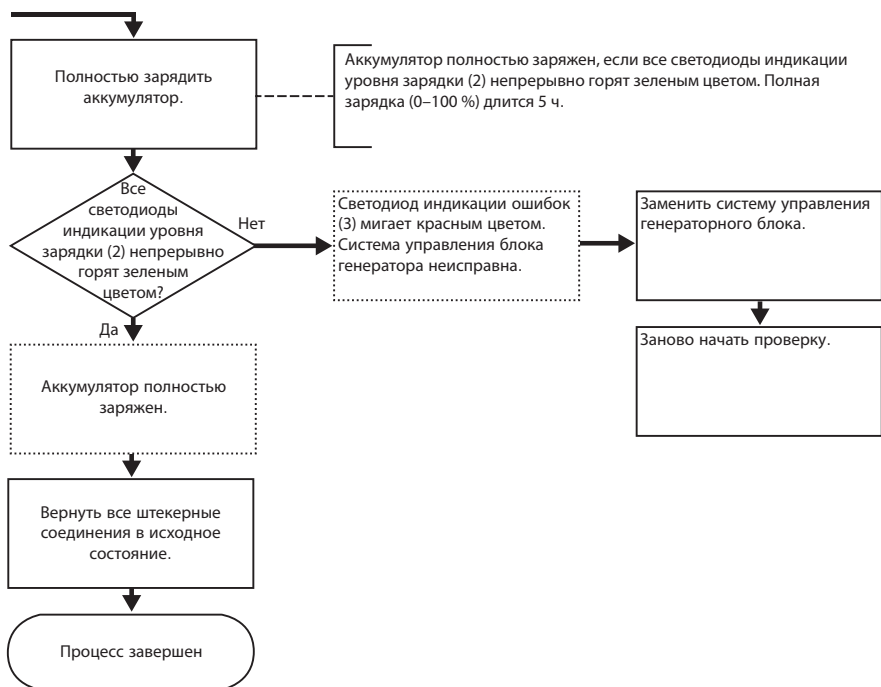 Полностью зарядить
аккумулятор.
Аккумулятор полностью заряжен, если все светодиоды индикации
уровня зарядки (2) непрерывно горят зеленым цветом. Полная
зарядка (0–100 %) длится 5 ч.
Все
светодиоды
индикации уровня
зарядки (2) непрерывно
горят зеленым
цветом?
Нет
Светодиод индикации ошибок
(3) мигает красным цветом.
Система управления блока
генератора неисправна.
Заменить систему управления
генераторного блока.
Заново начать проверку.
Да
Аккумулятор полностью
заряжен.
Вернуть все штекерные
соединения в исходное
состояние.
Процесс завершен